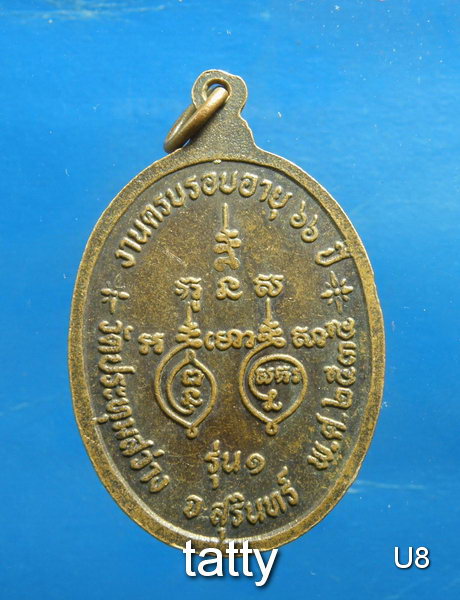 งานครบรอบอายุ ๖๖ ปี
รุ่น ๑
วัดประทุมสว่าง จ.สุรินทร์ พ.ศ.๒๕๓๕
tatty
U8